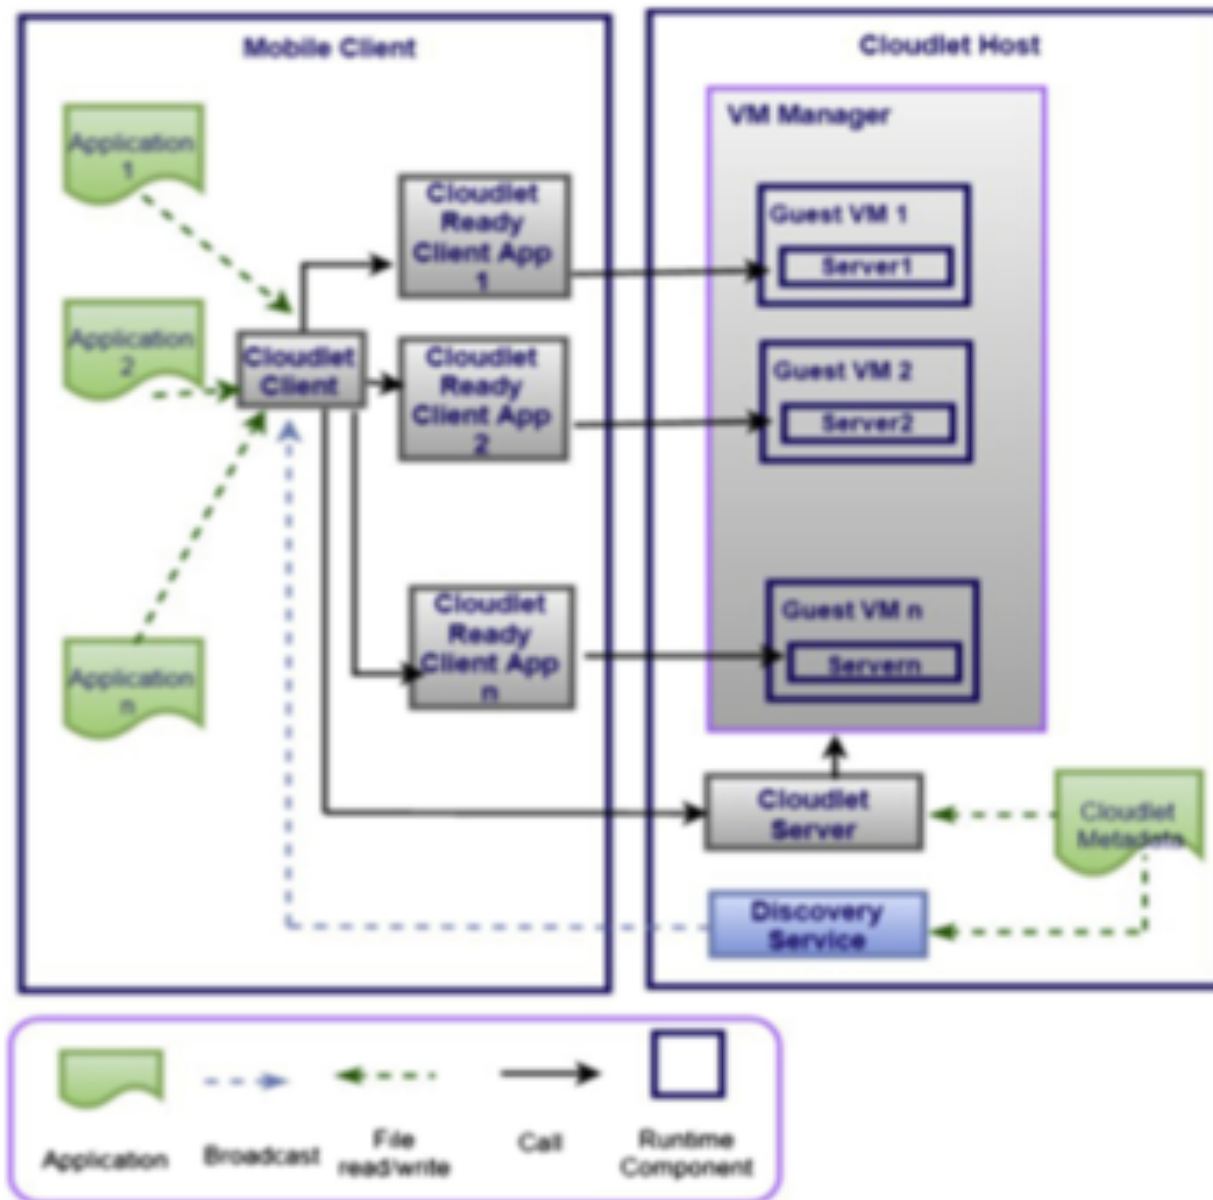 Mobile Client
Application
1
Application
2
Application
n
Cloudlet
Client
Cloudlet
Ready
Client App
1
Cloudlet
Ready
Client App
2
Cloudlet
Ready
Client App
n
Cloudlet Host
VM Manager
Guest VM 1
Server1
Guest VM 2
Server2
Guest VM n
Servern
Cloudlet
Server
Cloudlet
Metadata
Discovery
Service
Application
Broadcast
File
read/write
Call
Runtime
Component